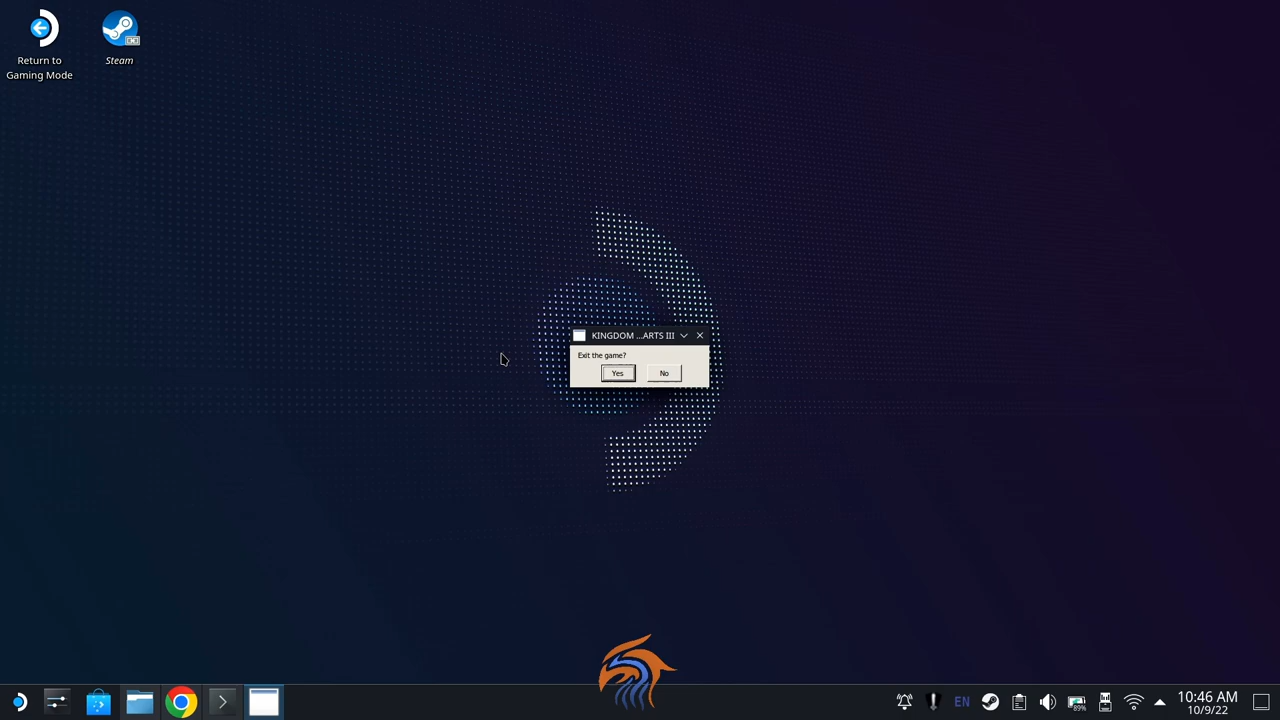 Return to
Gaming Mode
Steam
KINGDOM ...ARTS III
Exit the game?
Yes
No
EN
89%
10:46 AM
10/9/22